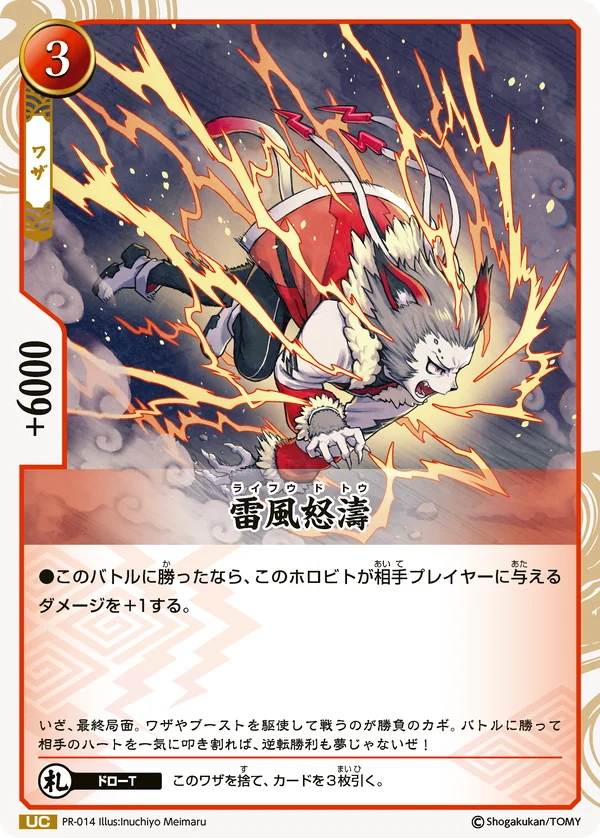 3
ワザ
+6000
ライフウドトウ
雷風怒濤
●このバトルに勝ったなら、このホロビトが相手プレイヤーに与える
ダメージを+1する。
いざ、最終局面。ワザやブーストを駆使して戦うのが勝負のカギ。バトルに勝って
相手のハートを一気に叩き割れば、逆転勝利も夢じゃないぜ！
札 ドローT このワザを捨て、カードを3枚引く。
UC PR-014 Illus:Inuchiyo Meimaru ©Shogakukan/TOMY